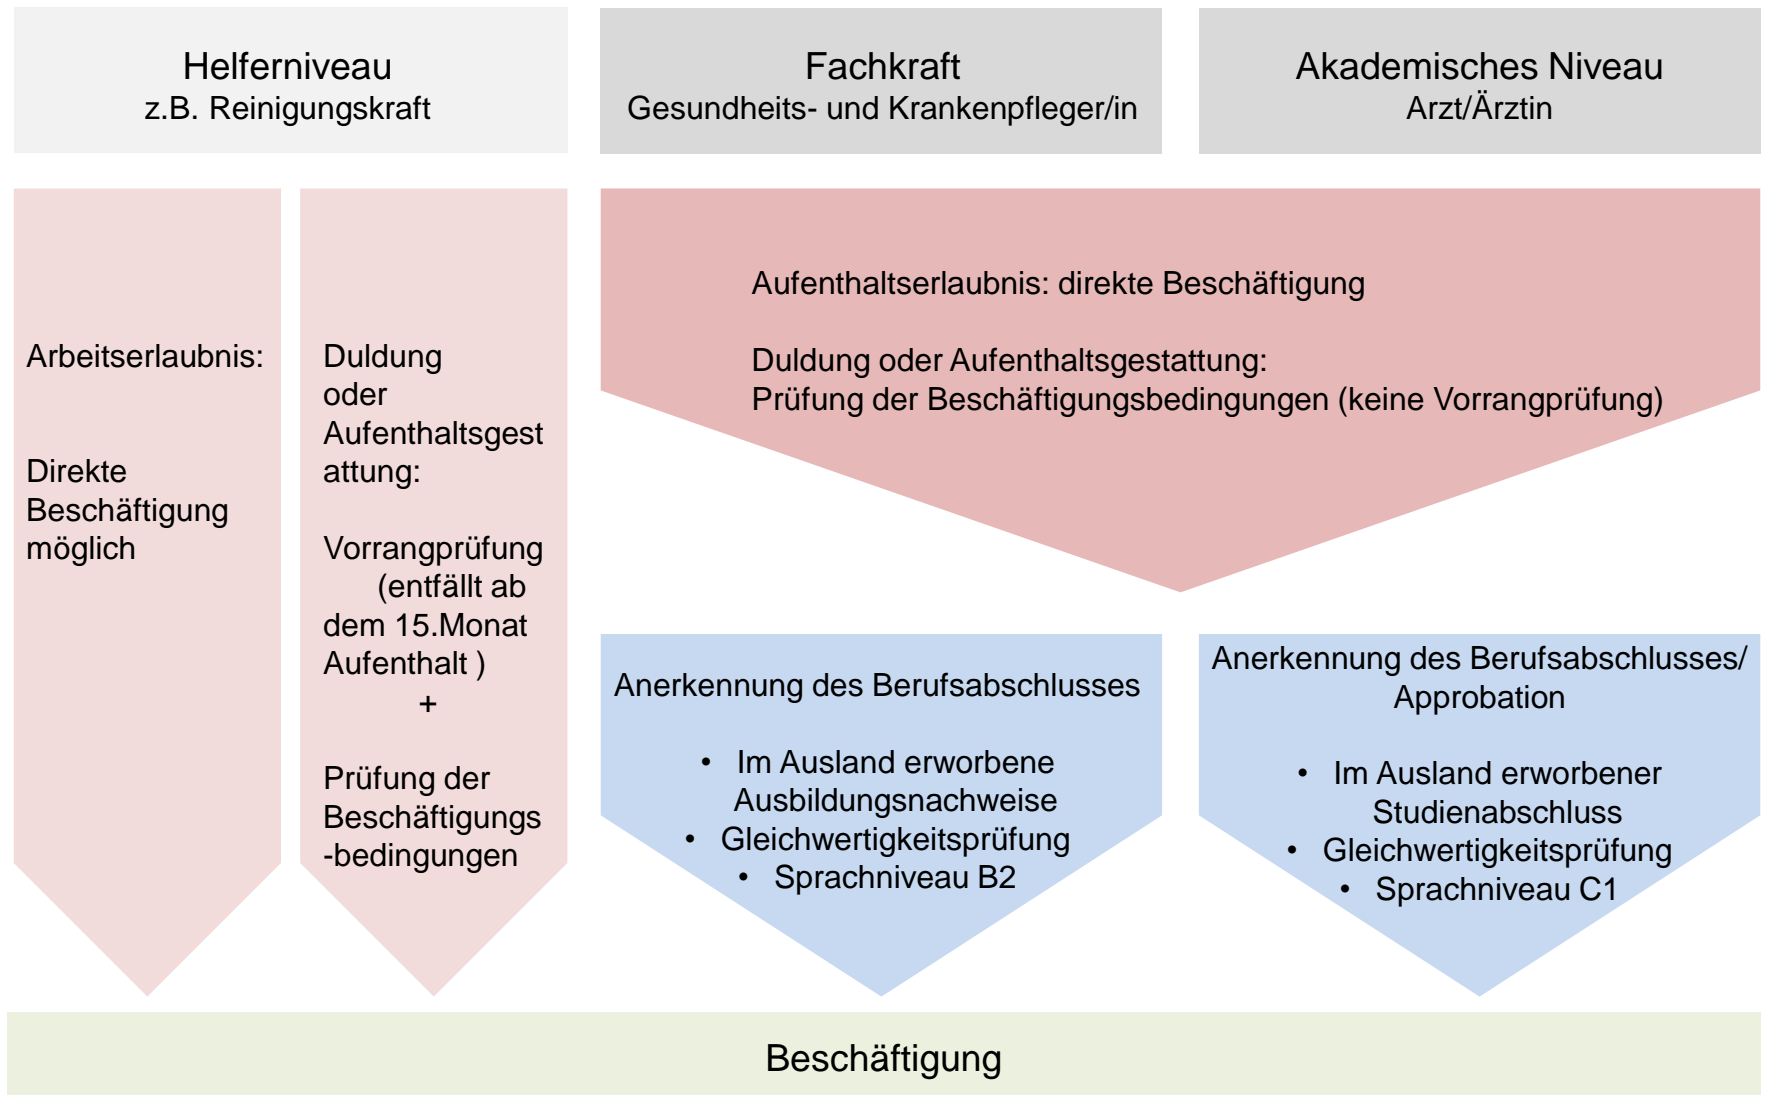 Helferniveau
z.B. Reinigungskraft
Fachkraft
Gesundheits- und Krankenpfleger/in
Akademisches Niveau
Arzt/Ärztin
Arbeitserlaubnis:
Direkte
Beschäftigung
möglich
Duldung
oder
Aufenthaltsgest
attung:
Vorrangprüfung
(entfällt ab
dem 15.Monat
Aufenthalt )
+
Prüfung der
Beschäftigungs
-bedingungen
Aufenthaltserlaubnis: direkte Beschäftigung
Duldung oder Aufenthaltsgestattung:
Prüfung der Beschäftigungsbedingungen (keine Vorrangprüfung)
Anerkennung des Berufsabschlusses
• Im Ausland erworbene
Ausbildungsnachweise
• Gleichwertigkeitsprüfung
• Sprachniveau B2
Anerkennung des Berufsabschlusses/
Approbation
• Im Ausland erworbener
Studienabschluss
• Gleichwertigkeitsprüfung
• Sprachniveau C1
Beschäftigung